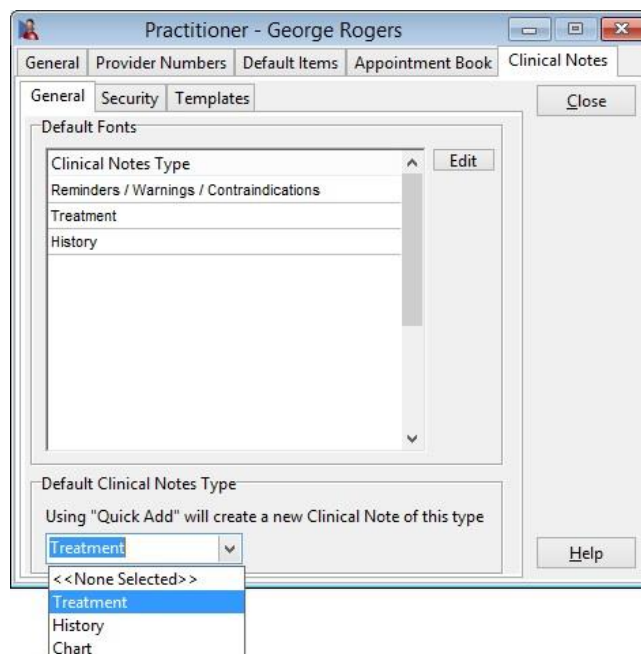 Practitioner - George Rogers
General Provider Numbers Default Items Appointment Book Clinical Notes
General Security Templates
Close
Default Fonts
Clinical Notes Type
Edit
Reminders / Warnings / Contraindications
Treatment
History
Default Clinical Notes Type
Using "Quick Add" will create a new Clinical Note of this type
Treatment
Help
<<None Selected>>
Treatment
History
Chart